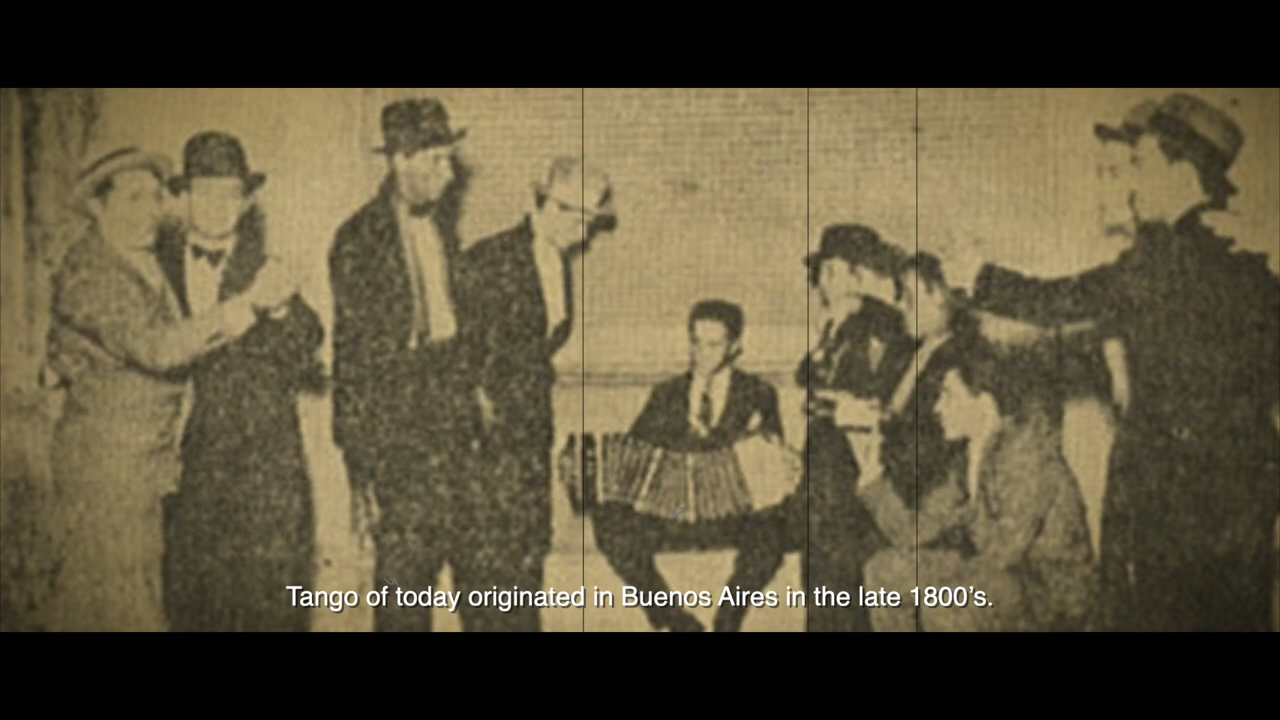 Tango of today originated in Buenos Aires in the late 1800’s.